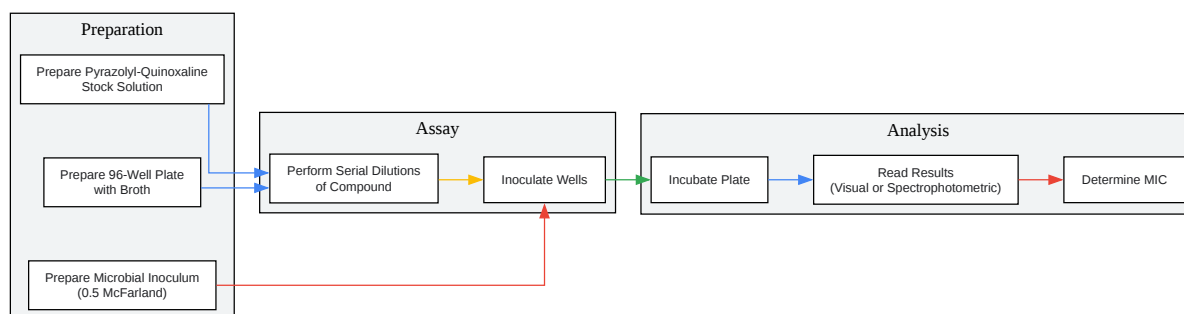 Preparation
Prepare Pyrazolyl-Quinoxaline
Stock Solution
Prepare 96-Well Plate
with Broth
Prepare Microbial Inoculum
(0.5 McFarland)
Assay
Perform Serial Dilutions
of Compound
Inoculate Wells
Analysis
Incubate Plate
Read Results
(Visual or Spectrophotometric)
Determine MIC